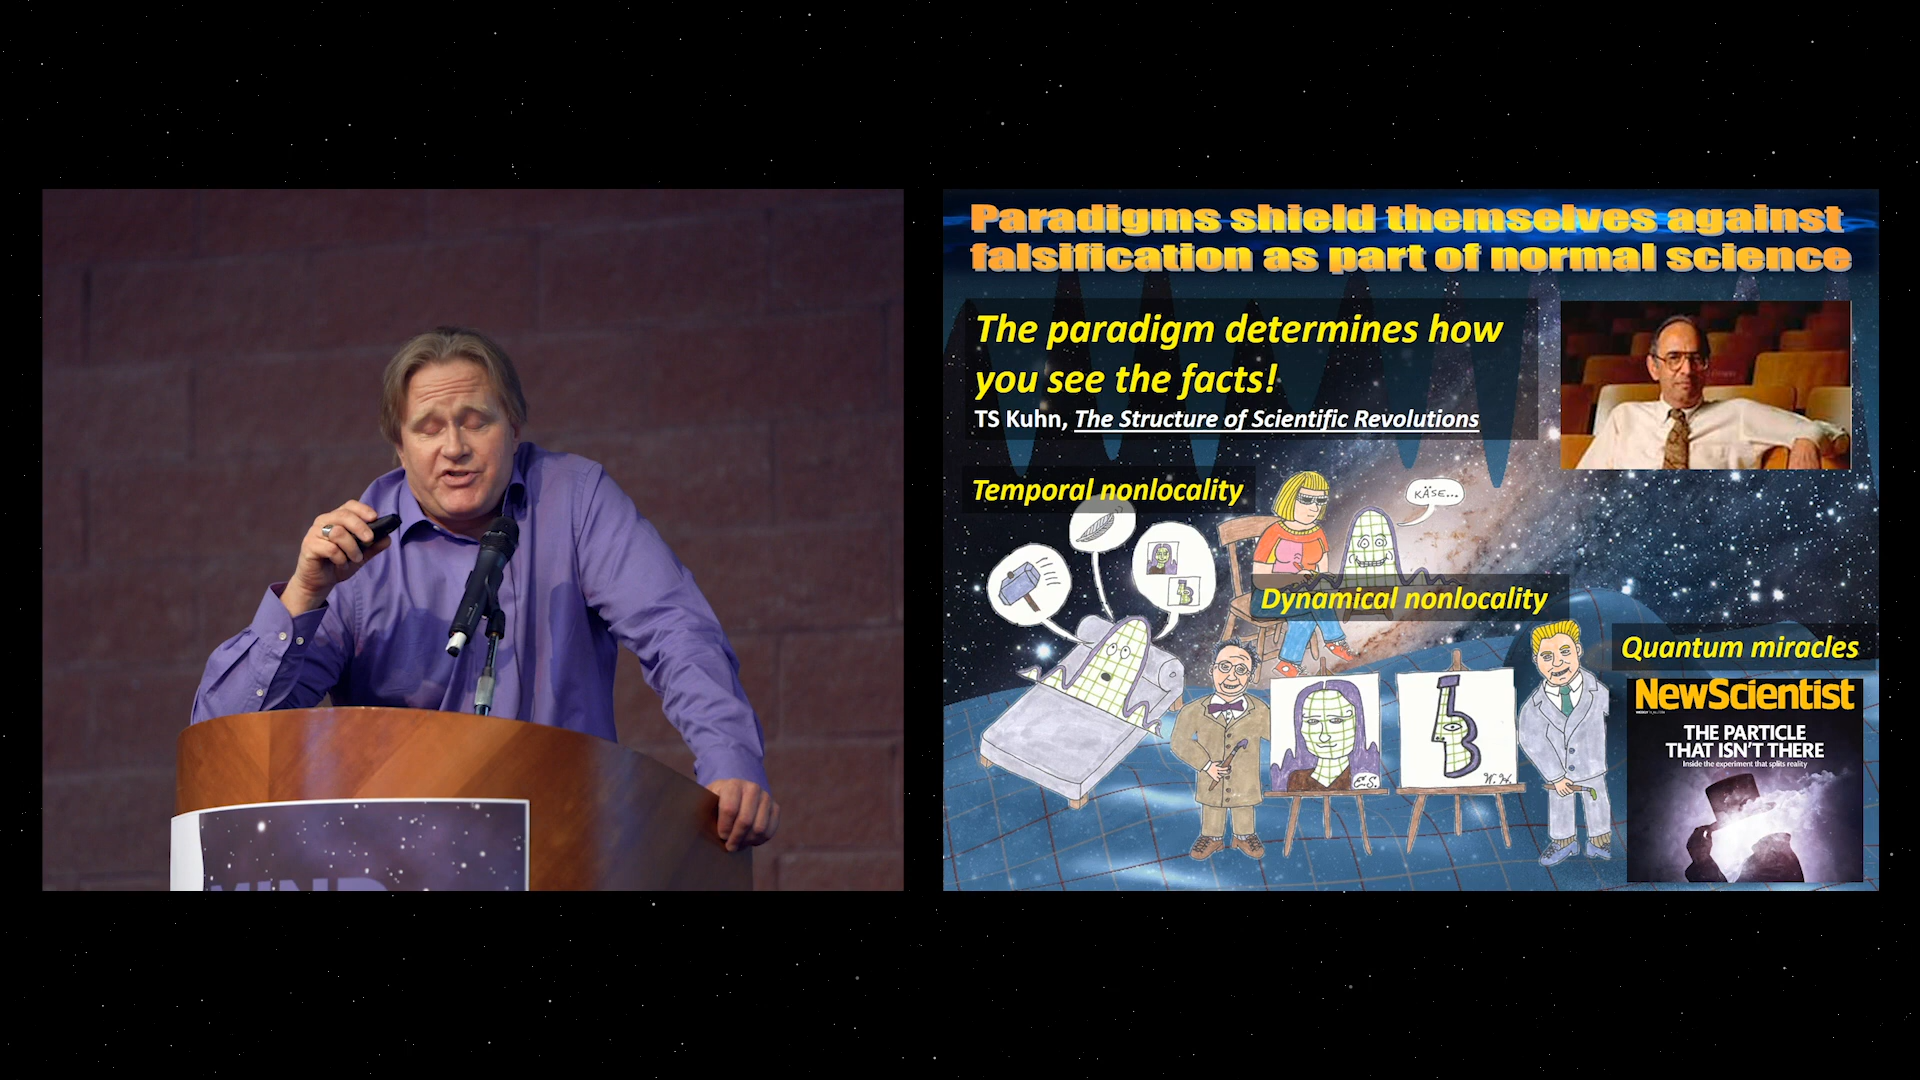 Paradigms shield themselves against
falsification as part of normal science
The paradigm determines how
you see the facts!
TS Kuhn, The Structure of Scientific Revolutions
Temporal nonlocality
KÄSE...
Dynamical nonlocality
Quantum miracles
NewScientist
THE PARTICLE
THAT ISN'T THERE
Inside the experiment that splits reality
E.S.
W.H.
MIND